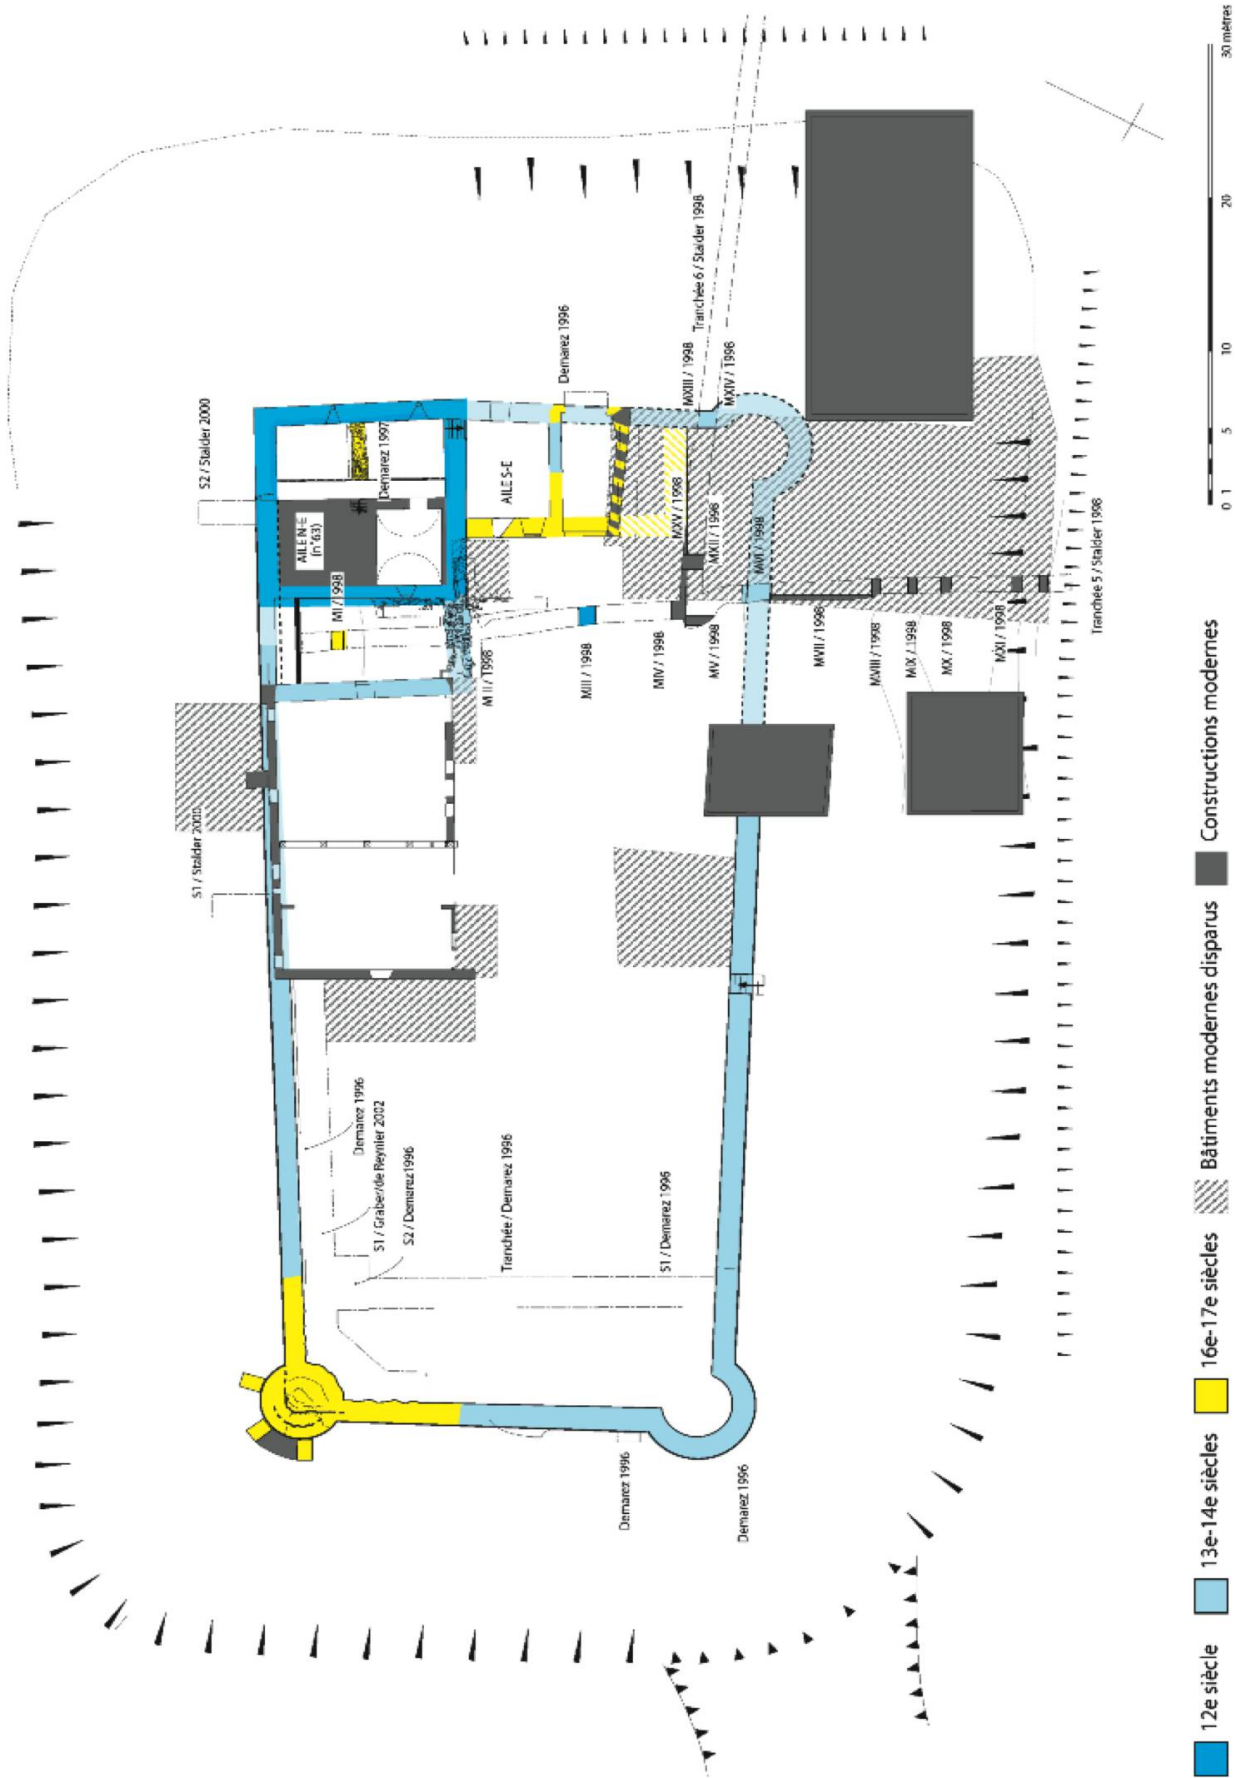 S2 / Stalder 2000
AILE N-E
(n°63)
Demarez 1997
MI / 1998
S1 / Stalder 2000
AILE S-E
Demarez 1996
M II / 1998
MIII / 1998
MIV / 1998
MV / 1998
MXV / 1998
MXII / 1998
MXIII / 1998
Tranchée 6 / Stalder 1998
MXIV / 1998
MVI / 1998
MVII / 1998
MVIII / 1998
MIX / 1998
MX / 1998
MXI / 1998
Tranchée 5 / Stalder 1998
Demarez 1996
S1 / Graber/de Reynier 2002
S2 / Demarez 1996
Tranchée / Demarez 1996
S1 / Demarez 1996
Demarez 1996
Demarez 1996
12e siècle
13e-14e siècles
16e-17e siècles
Bâtiments modernes disparus
Constructions modernes
0 1 5 10 20 30 mètres